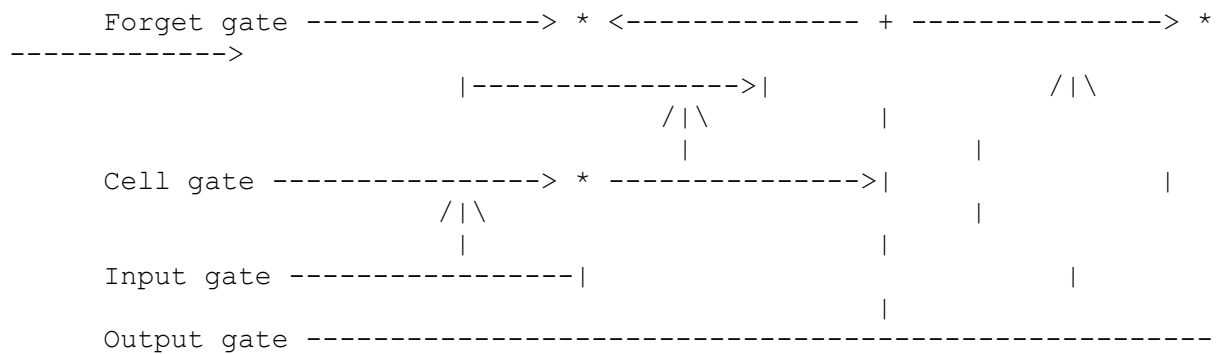 Forget gate --------------> * <-------------- + ---------------> *
------------->
|---------------->| /|\
/|\ |
| |
Cell gate ----------------> * --------------->| |
/|\ |
| |
Input gate -----------------| |
|
Output gate ------------------------------------------------------